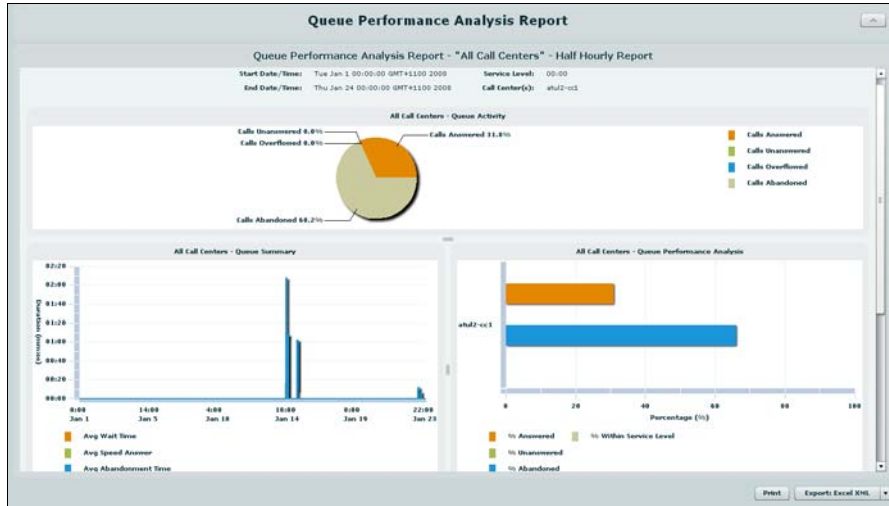 Queue Performance Analysis Report
Queue Performance Analysis Report - "All Call Centers" - Half Hourly Report
Start Date/Time: Tue Jan 1 00:00:00 GMT+1100 2008 Service Level: 00:00
End Date/Time: Thu Jan 24 00:00:00 GMT+1100 2008 Call Center(s): atul2-cc1
All Call Centers - Queue Activity
Calls Unanswered 0.0%
Calls Overflowed 0.0%
Calls Answered 31.8%
Calls Abandoned 68.2%
Calls Answered
Calls Unanswered
Calls Overflowed
Calls Abandoned
All Call Centers - Queue Summary
Duration (mm:ss)
02:20
02:00
01:40
01:20
01:00
00:40
00:20
00:00
0:00 14:00 4:00 18:00 8:00 22:00
Jan 1 Jan 5 Jan 10 Jan 14 Jan 19 Jan 23
Avg Wait Time
Avg Speed Answer
Avg Abandonment Time
All Call Centers - Queue Performance Analysis
atul2-cc1
0 20 40 60 80 100
Percentage (%)
% Answered % Within Service Level
% Unanswered
% Abandoned
Print Export: Excel XML